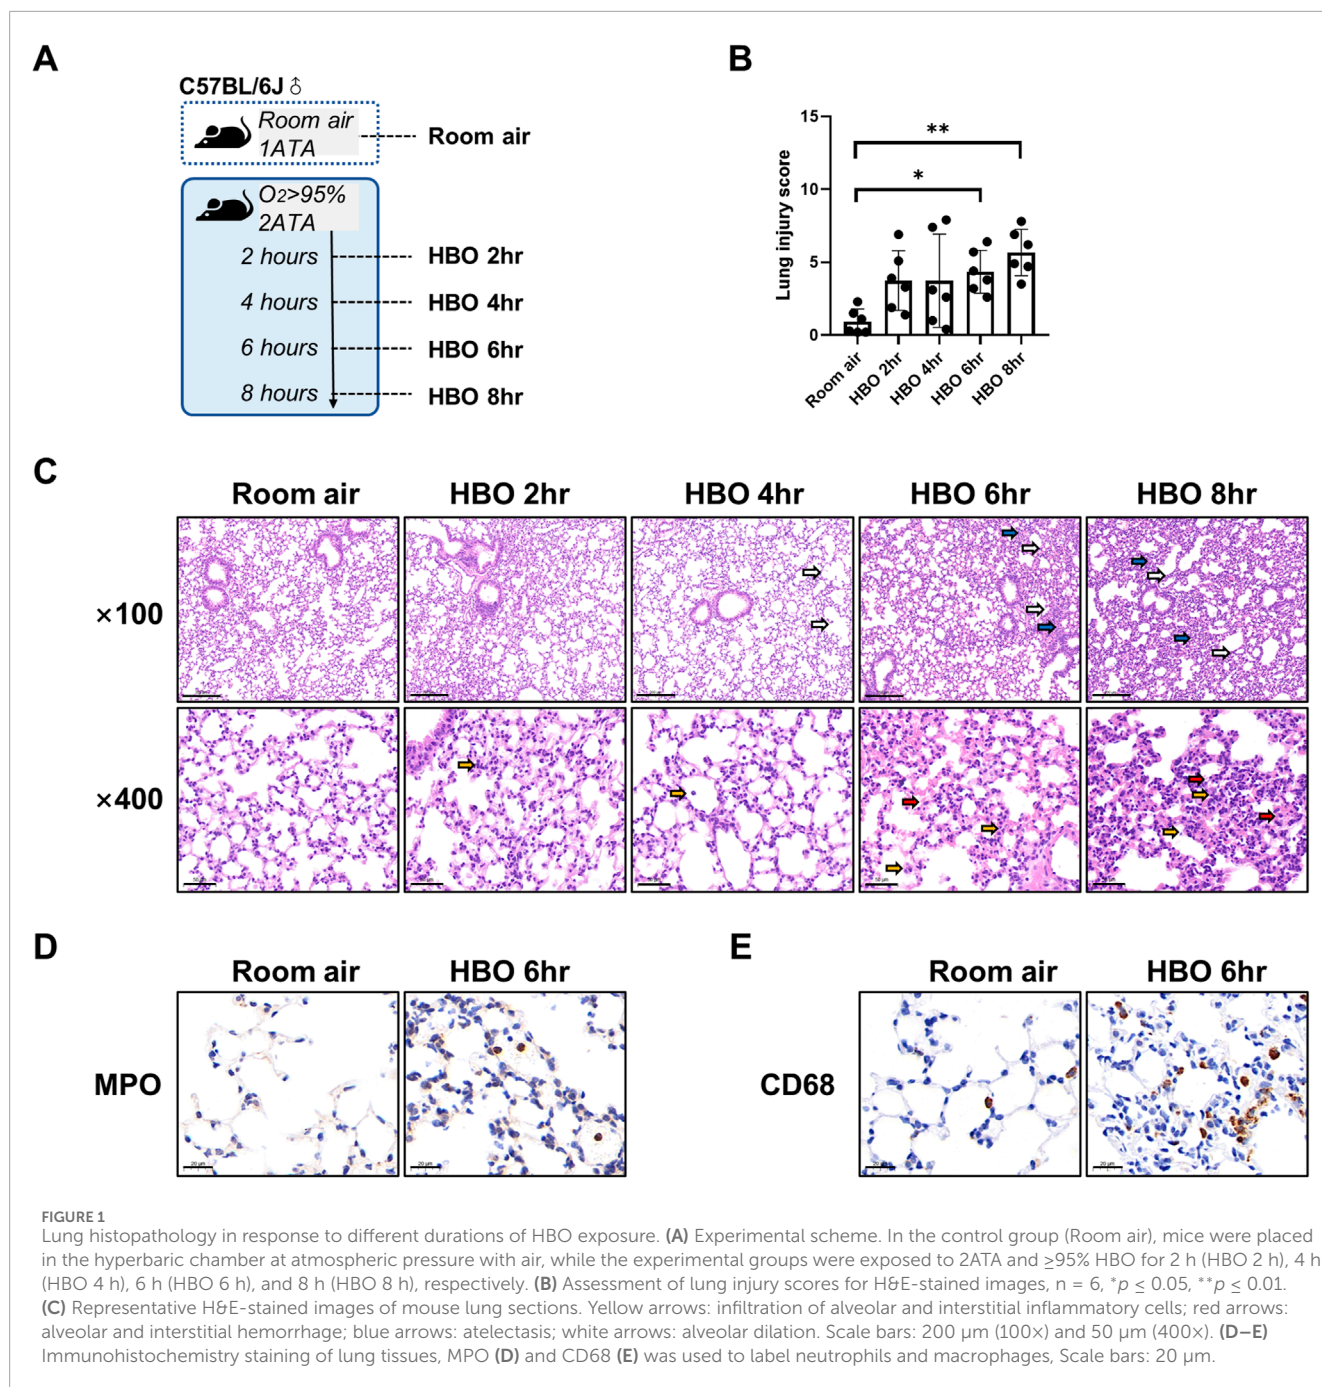 A
C57BL/6J ♂
Room air
1ATA
Room air
O2>95%
2ATA
2 hours
HBO 2hr
4 hours
HBO 4hr
6 hours
HBO 6hr
8 hours
HBO 8hr
B
Lung injury score
15
10
5
0
**
*
Room air
HBO 2hr
HBO 4hr
HBO 6hr
HBO 8hr
C
Room air
HBO 2hr
HBO 4hr
HBO 6hr
HBO 8hr
×100
×400
D
Room air
HBO 6hr
MPO
20 µm
20 µm
E
Room air
HBO 6hr
CD68
20 µm
20 µm
FIGURE 1
Lung histopathology in response to different durations of HBO exposure. (A) Experimental scheme. In the control group (Room air), mice were placed
in the hyperbaric chamber at atmospheric pressure with air, while the experimental groups were exposed to 2ATA and ≥95% HBO for 2 h (HBO 2 h), 4 h
(HBO 4 h), 6 h (HBO 6 h), and 8 h (HBO 8 h), respectively. (B) Assessment of lung injury scores for H&E-stained images, n = 6, *p ≤ 0.05, **p ≤ 0.01.
(C) Representative H&E-stained images of mouse lung sections. Yellow arrows: infiltration of alveolar and interstitial inflammatory cells; red arrows:
alveolar and interstitial hemorrhage; blue arrows: atelectasis; white arrows: alveolar dilation. Scale bars: 200 µm (100×) and 50 µm (400×). (D–E)
Immunohistochemistry staining of lung tissues, MPO (D) and CD68 (E) was used to label neutrophils and macrophages, Scale bars: 20 µm.